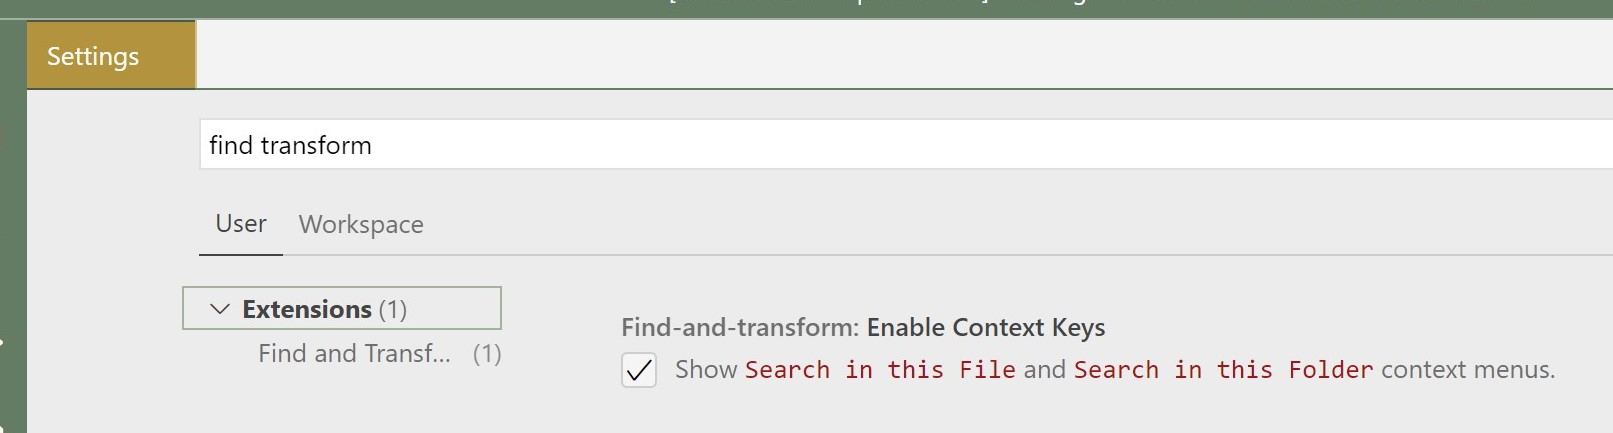 Settings
find transform
User Workspace
Extensions (1)
Find and Transf... (1)
Find-and-transform: Enable Context Keys
Show Search in this File and Search in this Folder context menus.